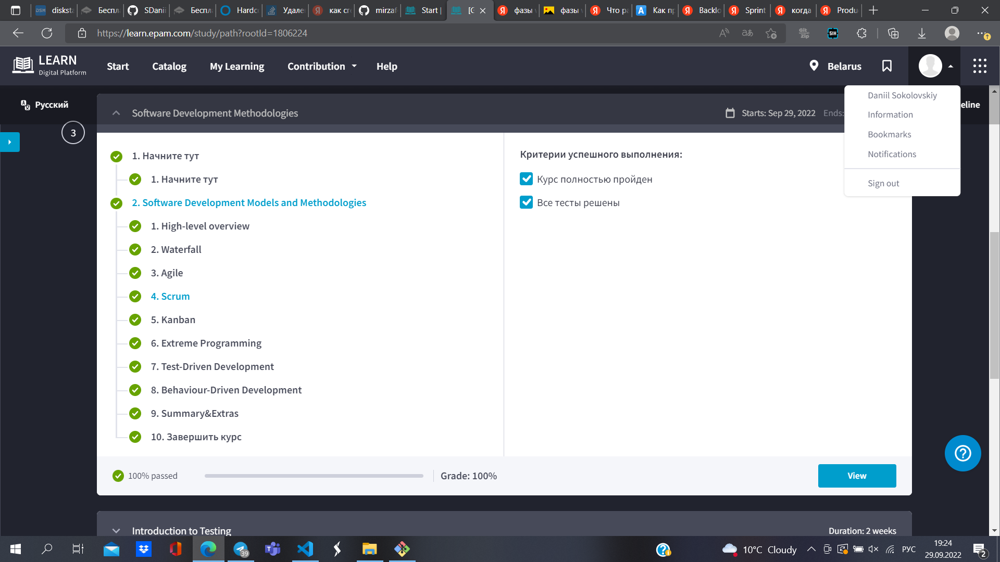 diskst
Беспл
SDanii
Беспл
Hardc
Удале
как сг
mirzaf
Start |
[G
фазы
фазы
Что ра
Как пр
Backlo
Sprint
когда
Produ
https://learn.epam.com/study/path?rootId=1806224
LEARN
Digital Platform
Start
Catalog
My Learning
Contribution
Help
Belarus
Русский
Software Development Methodologies
Starts: Sep 29, 2022 Ends:
eline
Daniil Sokolovskiy
Information
Bookmarks
Notifications
Sign out
3
1. Начните тут
1. Начните тут
2. Software Development Models and Methodologies
1. High-level overview
2. Waterfall
3. Agile
4. Scrum
5. Kanban
6. Extreme Programming
7. Test-Driven Development
8. Behaviour-Driven Development
9. Summary&Extras
10. Завершить курс
Критерии успешного выполнения:
Курс полностью пройден
Все тесты решены
100% passed
Grade: 100%
View
Introduction to Testing
Duration: 2 weeks
39
10°C Cloudy
РУС
19:24
29.09.2022
2